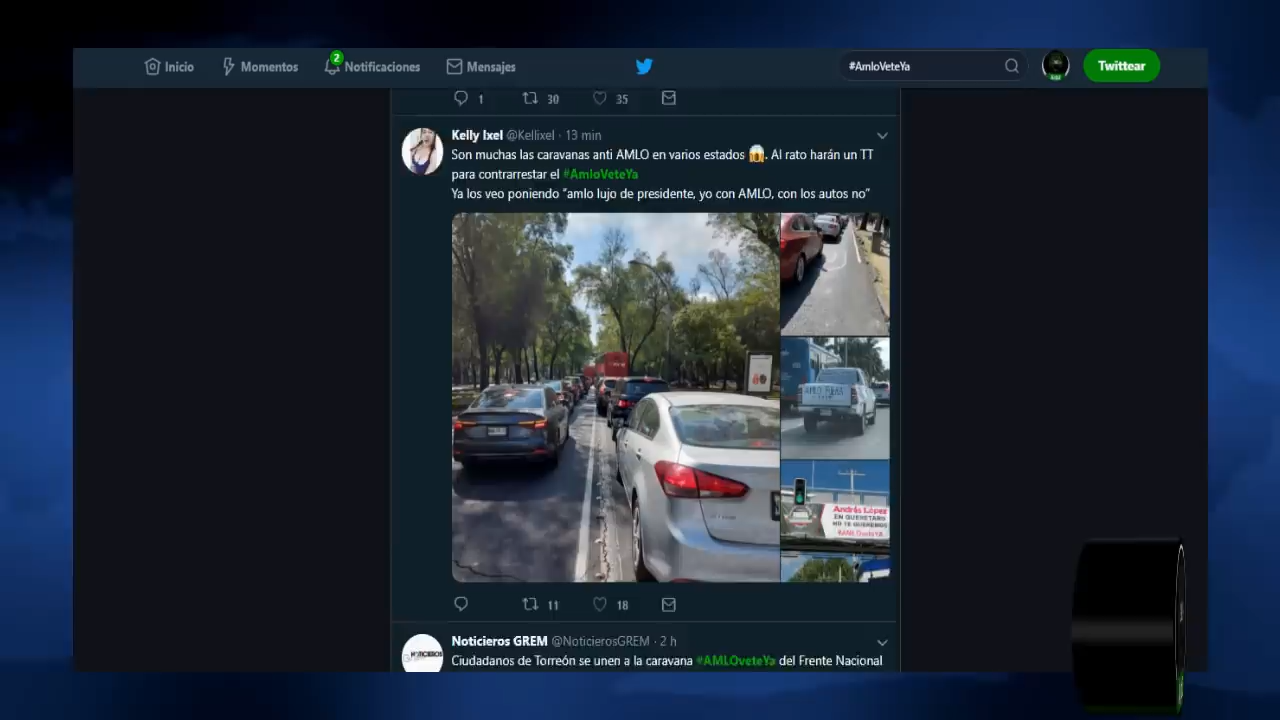 Inicio
Momentos
2
Notificaciones
Mensajes
#AmloVeteYa
Twittear
1
30
35
Kelly Ixel @Kellixel · 13 min
Son muchas las caravanas anti AMLO en varios estados 😱. Al rato harán un TT
para contrarrestar el #AmloVeteYa
Ya los veo poniendo “amlo lujo de presidente, yo con AMLO, con los autos no”
Andrés López
EN QUERÉTARO
NO TE QUEREMOS
#AMLOveteYA
11
18
Noticieros GREM @NoticierosGREM · 2 h
Ciudadanos de Torreón se unen a la caravana #AMLOveteYa del Frente Nacional